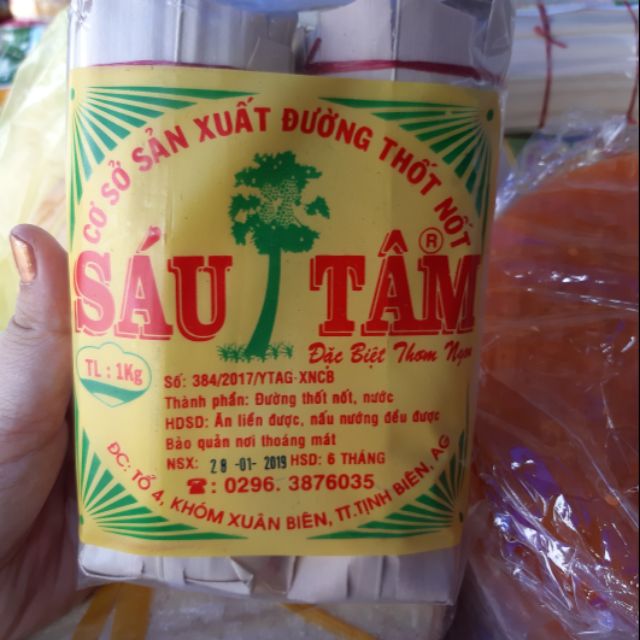 CƠ SỞ SẢN XUẤT ĐƯỜNG THỐT NỐT
SÁU TÂM ®
Đặc Biệt Thơm Ngon
TL : 1Kg
Số: 384/2017/YTAG-XNCB
Thành phần: Đường thốt nốt, nước
HDSD: Ăn liền được, nấu nướng đều được
Bảo quản nơi thoáng mát
NSX: 28 -01- 2019 HSD: 6 THÁNG
☎: 0296. 3876035
ĐC: TỔ 4, KHÓM XUÂN BIÊN, TT.TỊNH BIÊN, AG